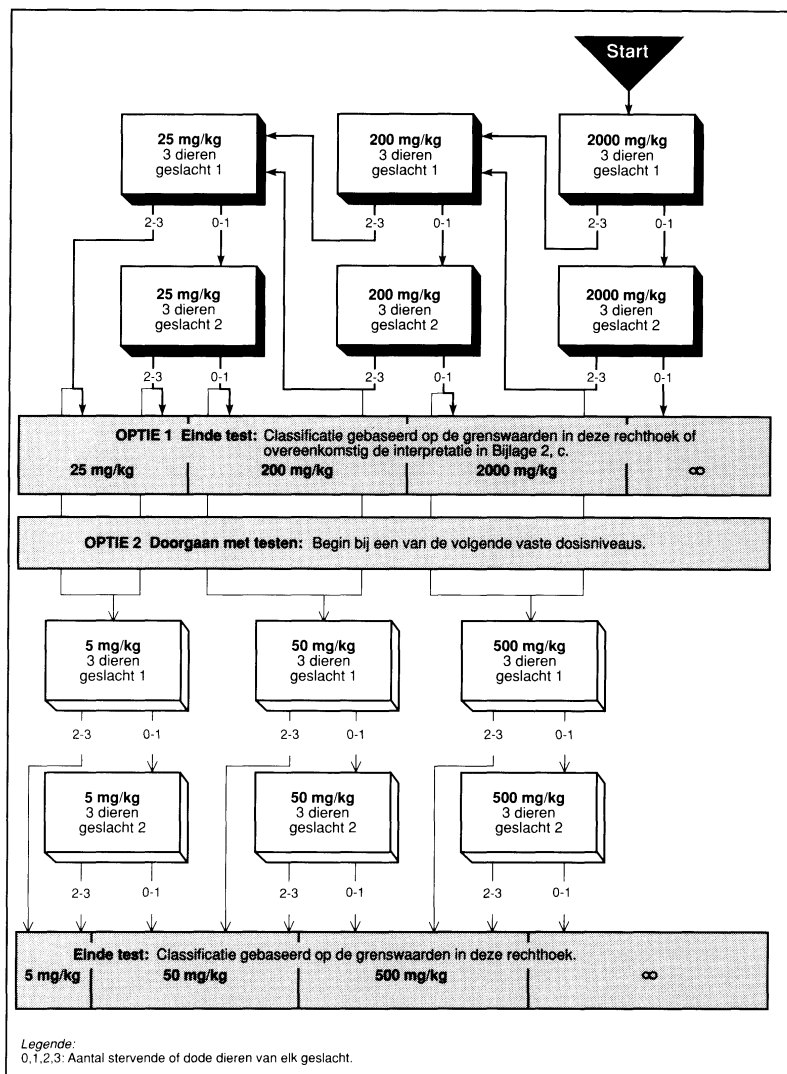 Start
25 mg/kg
3 dieren
geslacht 1
200 mg/kg
3 dieren
geslacht 1
2000 mg/kg
3 dieren
geslacht 1
2-3
0-1
2-3
0-1
2-3
0-1
25 mg/kg
3 dieren
geslacht 2
200 mg/kg
3 dieren
geslacht 2
2000 mg/kg
3 dieren
geslacht 2
2-3
0-1
2-3
0-1
2-3
0-1
OPTIE 1 Einde test: Classificatie gebaseerd op de grenswaarden in deze rechthoek of
overeenkomstig de interpretatie in Bijlage 2, c.
25 mg/kg 200 mg/kg 2000 mg/kg ∞
OPTIE 2 Doorgaan met testen: Begin bij een van de volgende vaste dosisniveaus.
5 mg/kg
3 dieren
geslacht 1
50 mg/kg
3 dieren
geslacht 1
500 mg/kg
3 dieren
geslacht 1
2-3
0-1
2-3
0-1
2-3
0-1
5 mg/kg
3 dieren
geslacht 2
50 mg/kg
3 dieren
geslacht 2
500 mg/kg
3 dieren
geslacht 2
2-3
0-1
2-3
0-1
2-3
0-1
Einde test: Classificatie gebaseerd op de grenswaarden in deze rechthoek.
5 mg/kg 50 mg/kg 500 mg/kg ∞
Legende:
0,1,2,3: Aantal stervende of dode dieren van elk geslacht.